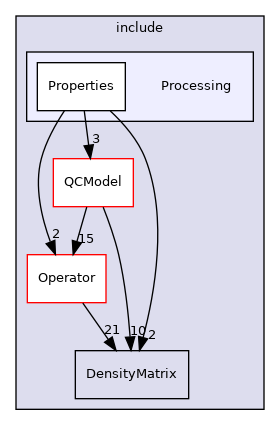 include
Properties
Processing
3
QCModel
2
15
Operator
21
10
2
DensityMatrix